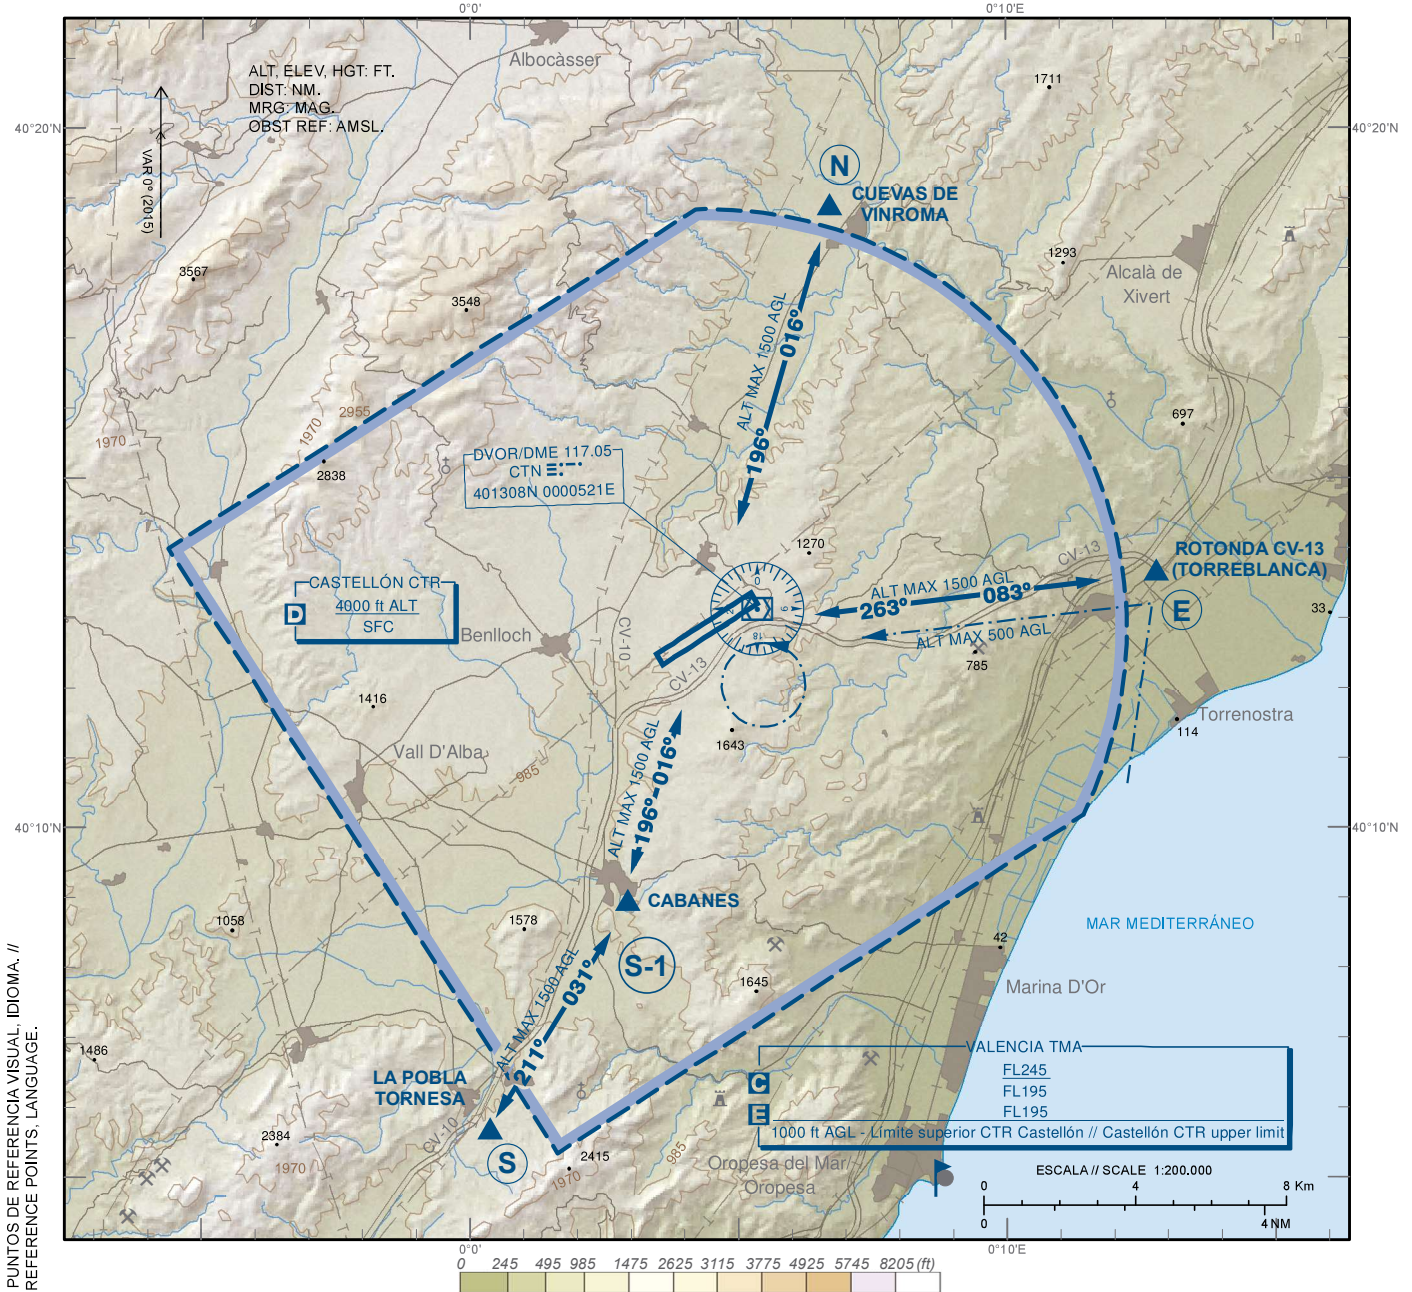 0°0'
0°10'E
ALT, ELEV, HGT: FT.
DIST: NM.
MRG: MAG.
OBST REF: AMSL.
VAR 0° (2015)
Albocàsser
1711
40°20'N
40°20'N
N
CUEVAS DE
VINROMA
3567
3548
1293
Alcalà de
Xivert
ALT MAX 1500 AGL
196°
016°
2955
1970
1970
2838
697
DVOR/DME 117.05
CTN
401308N 0000521E
1270
CV-13
ROTONDA CV-13
(TORREBLANCA)
E
33
CASTELLÓN CTR
D
4000 ft ALT
SFC
ALT MAX 1500 AGL
263°
083°
ALT MAX 500 AGL
785
0
9
18
Benlloch
CV-10
CV-13
1416
Vall D'Alba
985
1643
Torrenostra
114
ALT MAX 1500 AGL
196°-016°
40°10'N
40°10'N
CABANES
S-1
1058
1578
MAR MEDITERRÁNEO
42
Marina D'Or
1645
ALT MAX 1500 AGL
211°
031°
1486
LA POBLA
TORNESA
CV-10
S
2384
1970
2415
1970
985
VALENCIA TMA
C
FL245
FL195
E
FL195
1000 ft AGL - Límite superior CTR Castellón // Castellón CTR upper limit
Oropesa del Mar
Oropesa
ESCALA // SCALE 1:200.000
0 4 8 Km
0 4 NM
0°0'
0°10'E
0 245 495 985 1475 2625 3115 3775 4925 5745 8205 (ft)
PUNTOS DE REFERENCIA VISUAL, IDIOMA. //
REFERENCE POINTS, LANGUAGE.